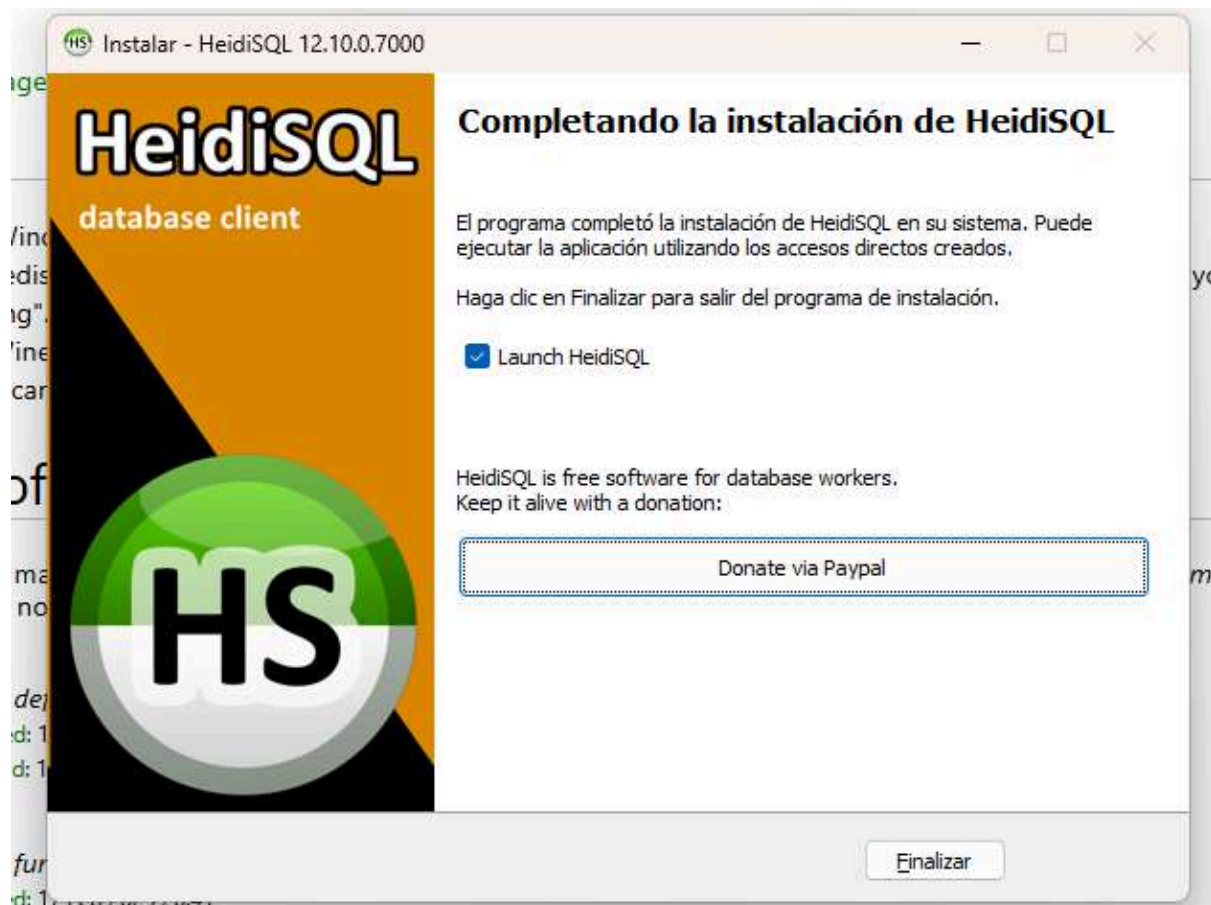 Instalar - HeidiSQL 12.10.0.7000
HeidiSQL
database client
HS
Completando la instalación de HeidiSQL
El programa completó la instalación de HeidiSQL en su sistema. Puede
ejecutar la aplicación utilizando los accesos directos creados.
Haga clic en Finalizar para salir del programa de instalación.
Launch HeidiSQL
HeidiSQL is free software for database workers.
Keep it alive with a donation:
Donate via Paypal
Finalizar